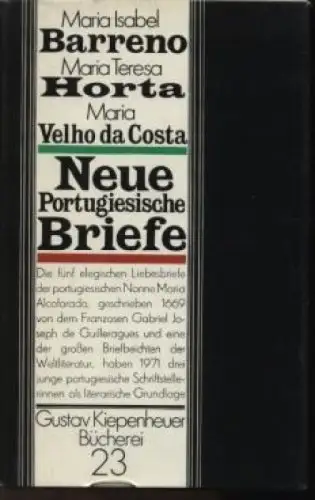 Maria Isabel
Barreno
Maria Teresa
Horta
Maria
Velho da Costa
Neue
Portugiesische
Briefe
Die fünf elegischen Liebesbriefe
der portugiesischen Nonne Maria
Alcoforado, geschrieben 1669
von dem Franzosen Gabriel Jo-
seph de Guilleragues und eine
der großen Briefbeichten der
Weltliteratur, haben 1971 drei
junge portugiesische Schriftstelle-
rinnen als literarische Grundlage
Gustav Kiepenheuer
Bücherei
23